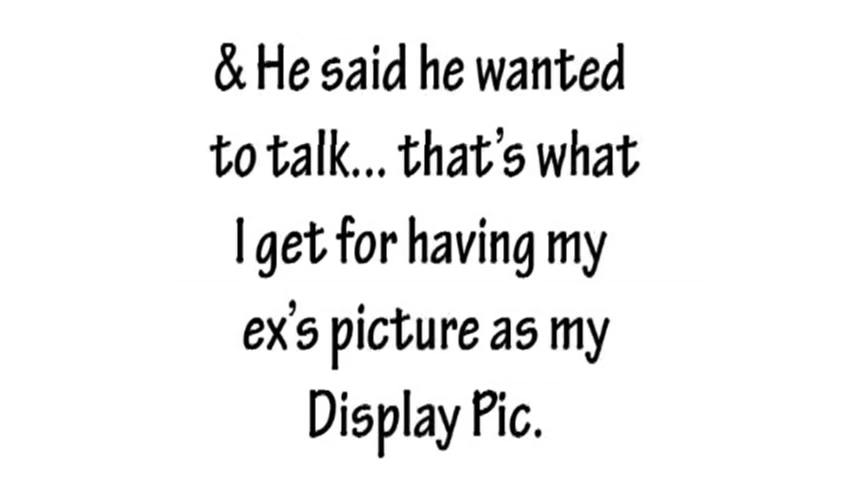 & He said he wanted
to talk... that's what
I get for having my
ex's picture as my
Display Pic.